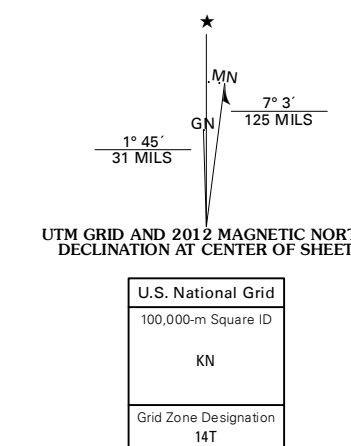 ★
MN
GN
7° 3´
125 MILS
1° 45´
31 MILS
UTM GRID AND 2012 MAGNETIC NORT
DECLINATION AT CENTER OF SHEET
U.S. National Grid
100,000-m Square ID
KN
Grid Zone Designation
14T